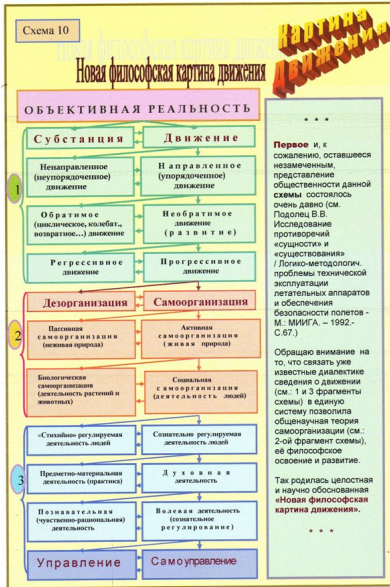 Схема 10
Картина
Движения
Новая философская картина движения
ОБЪЕКТИВНАЯ РЕАЛЬНОСТЬ
Субстанция
Движение
Ненаправленное
(неупорядоченное)
движение
Направленное
(упорядоченное)
движение
1
Обратимое
(циклическое, колебат.,
возвратное...) движение
Необратимое
движение
(развитие)
Регрессивное
движение
Прогрессивное
движение
Дезорганизация
Самоорганизация
2
Пассивная
самоорганизация
(неживая природа)
Активная
самоорганизация
(живая природа)
Биологическая
самоорганизация
(деятельность растений и
животных)
Социальная
самоорганизация
(деятельность людей)
«Стихийно» регулируемая
деятельность людей
Сознательно регулируемая
деятельность людей
3
Предметно-материальная
деятельность (практика)
Духовная
деятельность
Познавательная
(чувственно-рациональная)
деятельность
Волевая деятельность
(сознательное
регулирование)
Управление
Самоуправление
* * *
Первое и, к
сожалению, оставшееся
незамеченным,
представление
общественности данной
схемы состоялось
очень давно (см.
Подолец В.В.
Исследование
противоречий
«сущности» и
«существования»
/ Логико-методологич.
проблемы технической
эксплуатации
летательных аппаратов
и обеспечения
безопасности полетов -
М.: МИИГА. – 1992.-
С.67.)
Обращаю внимание на
то, что связать уже
известные диалектике
сведения о движении
(см.: 1 и 3 фрагменты
схемы) в единую
систему позволила
общенаучная теория
самоорганизации (см.:
2-ой фрагмент схемы),
её философское
освоение и развитие.
Так родилась целостная
и научно обоснованная
«Новая философская
картина движения».
* * *